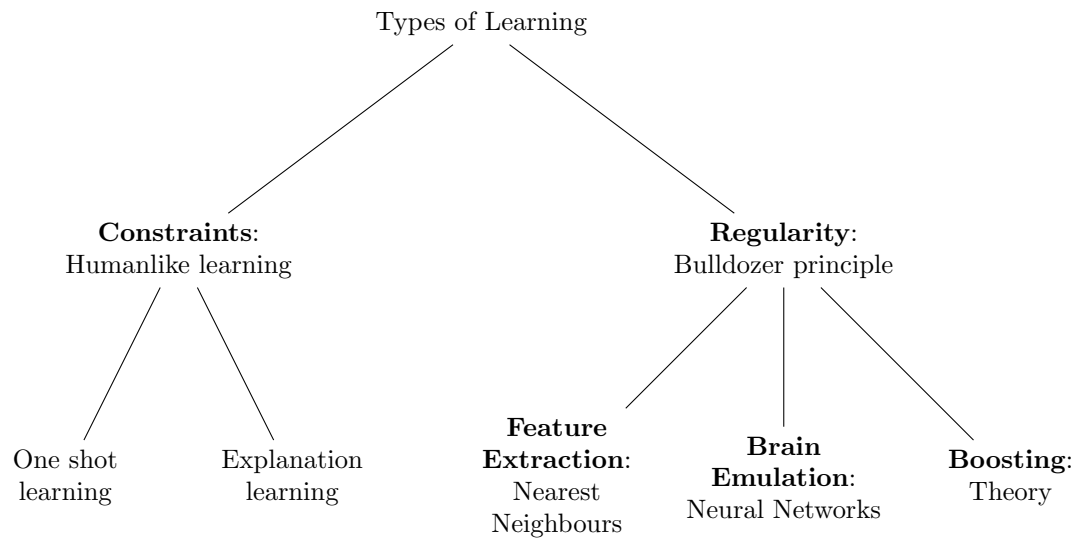 Types of Learning
Constraints:
Humanlike learning
Regularity:
Bulldozer principle
One shot
learning
Explanation
learning
Feature
Extraction:
Nearest
Neighbours
Brain
Emulation:
Neural Networks
Boosting:
Theory